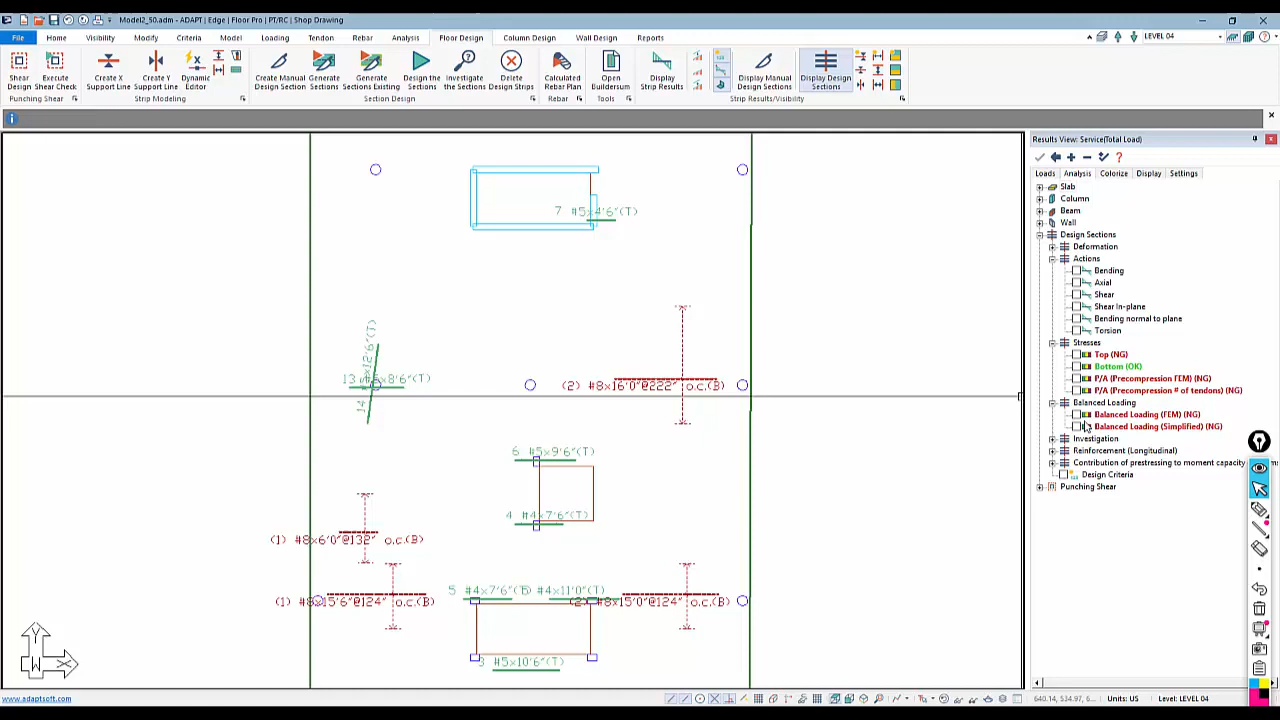 Model2_50.adm - ADAPT | Edge | Floor Pro | PT/RC | Shop Drawing
File Home Visibility Modify Criteria Model Loading Tendon Rebar Analysis Floor Design Column Design Wall Design Reports LEVEL 04
Shear Design
Execute Shear Check
Create X Support Line
Create Y Support Line
Dynamic Editor
Create Manual Design Section
Generate Sections
Generate Sections Existing
Design the Sections
Investigate the Sections
Delete Design Strips
Calculated Rebar Plan
Open Buildersum
Display Strip Results
Display Manual Design Sections
Display Design Sections
Punching Shear Strip Modeling Section Design Rebar Tools Strip Results/Visibility
Results View: Service(Total Load)
Loads Analysis Colorize Display Settings
Slab
Column
Beam
Wall
Design Sections
Deformation
Actions
Bending
Axial
Shear
Shear In-plane
Bending normal to plane
Torsion
Stresses
Top (NG)
Bottom (OK)
P/A (Precompression FEM) (NG)
P/A (Precompression # of tendons) (NG)
Balanced Loading
Balanced Loading (FEM) (NG)
Balanced Loading (Simplified) (NG)
Investigation
Reinforcement (Longitudinal)
Contribution of prestressing to moment capacity
Design Criteria
Punching Shear
7 #5x4'6"(T)
(2) #8x16'0"@222" o.c.(B)
6 #5x9'6"(T)
4 #4x7'6"(T)
(1) #8x6'0"@132" o.c.(B)
5 #4x7'6"(T) #4x11'0"(T)
(1) #8x15'6"@124" o.c.(B)
(2) #8x15'0"@124" o.c.(B)
3 #5x10'6"(T)
Y
W X
www.adaptsoft.com
Units: US Level: LEVEL 04